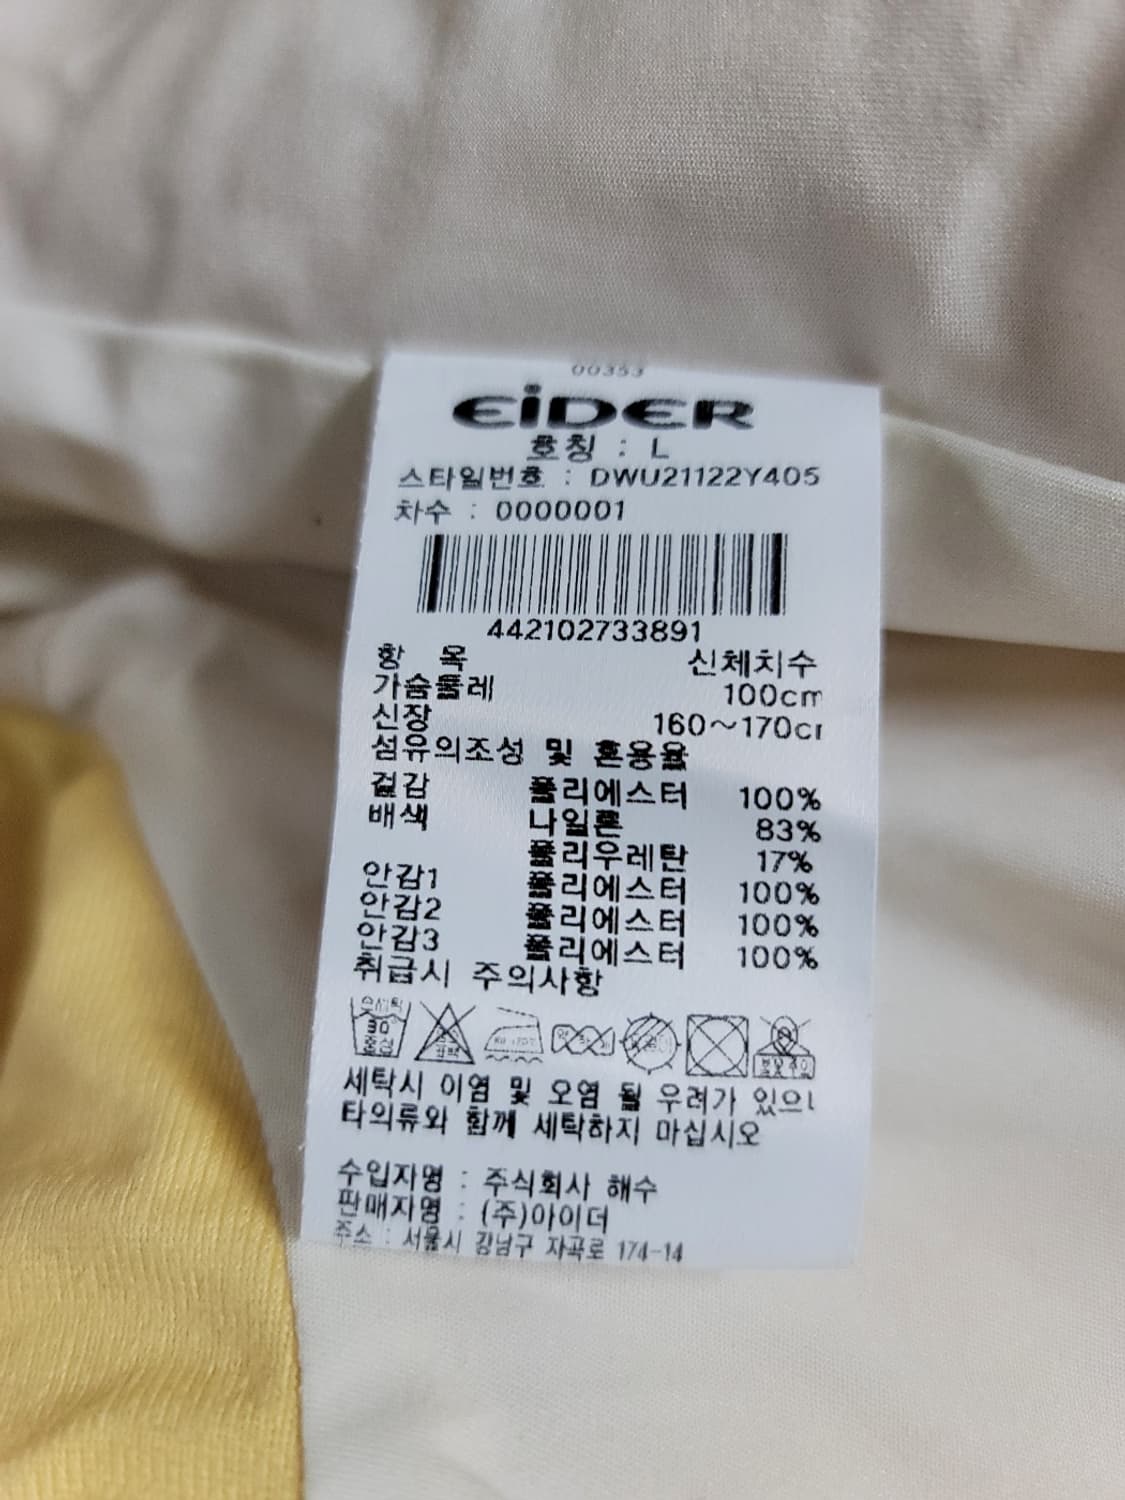 00353
EiDER
호칭 : L
스타일번호 : DWU21122Y405
차수 : 0000001
442102733891
항 목 신체치수
가슴둘레 100cm
신장 160~170cm
섬유의조성 및 혼용율
겉감 폴리에스터 100%
배색 나일론 83%
폴리우레탄 17%
안감1 폴리에스터 100%
안감2 폴리에스터 100%
안감3 폴리에스터 100%
취급시 주의사항
손세탁
30
중성
세탁시 이염 및 오염 될 우려가 있으니
타의류와 함께 세탁하지 마십시오
수입자명 : 주식회사 해수
판매자명 : (주)아이더
주소 : 서울시 강남구 자곡로 174-14